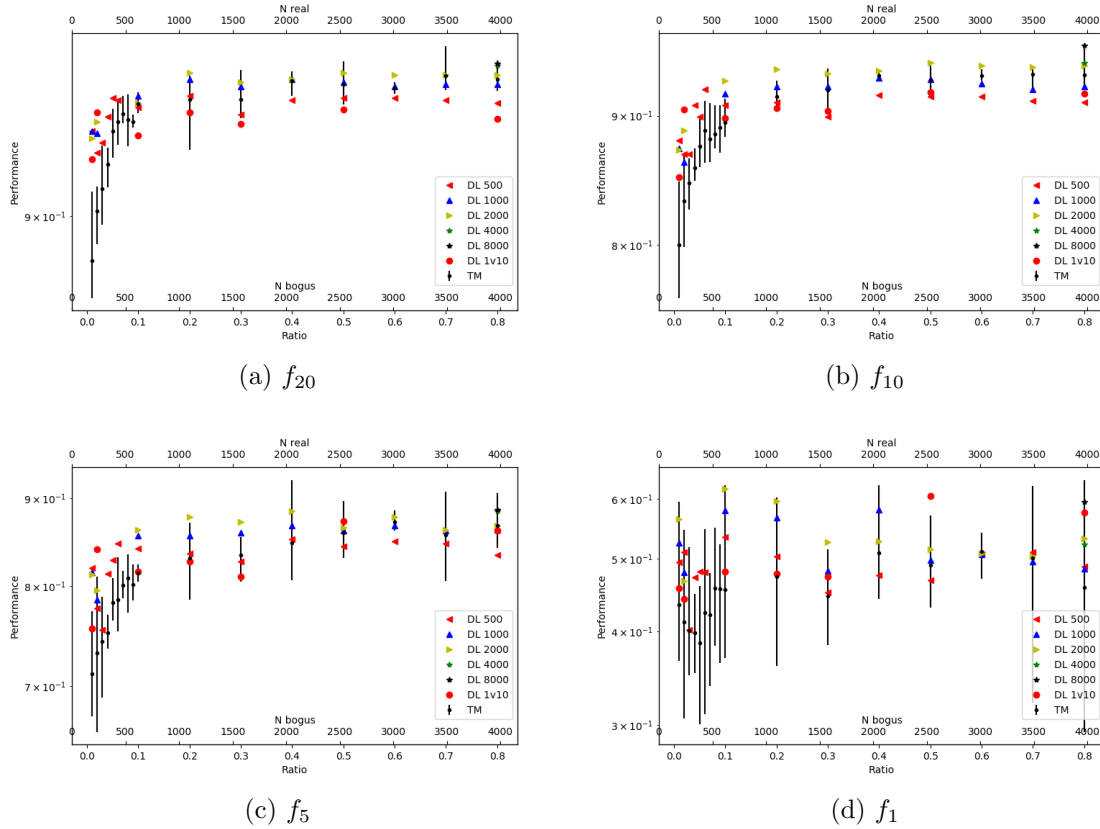 N real
0 500 1000 1500 2000 2500 3000 3500 4000
Performance
9 × 10⁻¹
DL 500
DL 1000
DL 2000
DL 4000
DL 8000
DL 1v10
TM
N bogus
0 500 1000 1500 2000 2500 3000 3500 4000
0.0 0.1 0.2 0.3 0.4 0.5 0.6 0.7 0.8
Ratio
(a) f₂₀
N real
0 500 1000 1500 2000 2500 3000 3500 4000
Performance
9 × 10⁻¹
8 × 10⁻¹
DL 500
DL 1000
DL 2000
DL 4000
DL 8000
DL 1v10
TM
N bogus
0 500 1000 1500 2000 2500 3000 3500 4000
0.0 0.1 0.2 0.3 0.4 0.5 0.6 0.7 0.8
Ratio
(b) f₁₀
N real
0 500 1000 1500 2000 2500 3000 3500 4000
Performance
9 × 10⁻¹
8 × 10⁻¹
7 × 10⁻¹
DL 500
DL 1000
DL 2000
DL 4000
DL 8000
DL 1v10
TM
N bogus
0 500 1000 1500 2000 2500 3000 3500 4000
0.0 0.1 0.2 0.3 0.4 0.5 0.6 0.7 0.8
Ratio
(c) f₅
N real
0 500 1000 1500 2000 2500 3000 3500 4000
Performance
6 × 10⁻¹
5 × 10⁻¹
4 × 10⁻¹
3 × 10⁻¹
DL 500
DL 1000
DL 2000
DL 4000
DL 8000
DL 1v10
TM
N bogus
0 500 1000 1500 2000 2500 3000 3500 4000
0.0 0.1 0.2 0.3 0.4 0.5 0.6 0.7 0.8
Ratio
(d) f₁